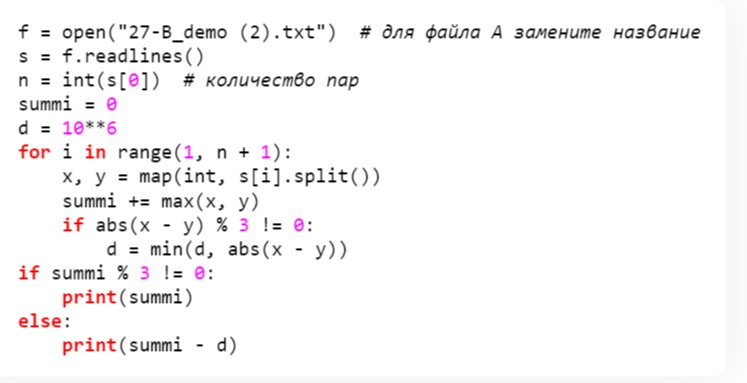 f = open("27-B_demo (2).txt")  # для файла A замените название
s = f.readlines()
n = int(s[0])  # количество пар
summi = 0
d = 10**6
for i in range(1, n + 1):
    x, y = map(int, s[i].split())
    summi += max(x, y)
    if abs(x - y) % 3 != 0:
        d = min(d, abs(x - y))
if summi % 3 != 0:
    print(summi)
else:
    print(summi - d)